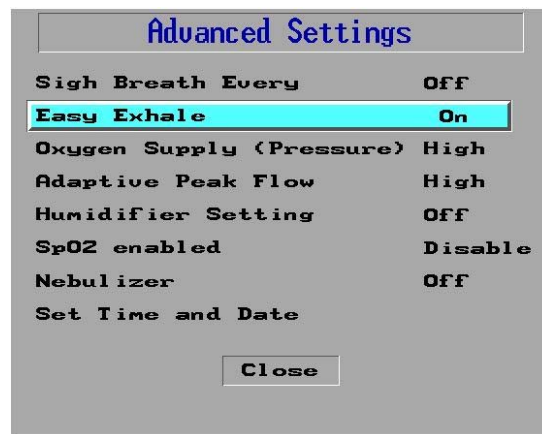 Advanced Settings
Sigh Breath Every Off
Easy Exhale On
Oxygen Supply (Pressure) High
Adaptive Peak Flow High
Humidifier Setting Off
SpO2 enabled Disable
Nebulizer Off
Set Time and Date
Close